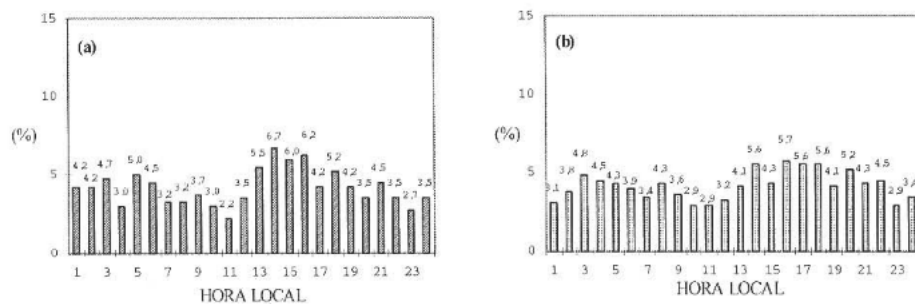 15
(a)
10
(%)
5
0
4,2 4,2 4,7 3,0 5,0 4,5 3,2 3,2 3,7 3,0 2,2 3,5 5,5 6,7 6,0 6,2 4,2 5,2 4,2 3,5 4,5 3,5 2,7 3,5
1 3 5 7 9 11 13 15 17 19 21 23
HORA LOCAL
15
(b)
10
(%)
5
0
3,1 3,8 4,8 4,5 4,3 3,9 3,4 4,3 3,6 2,9 2,9 3,2 4,1 5,6 4,3 5,7 5,6 5,6 4,1 5,2 4,3 4,5 2,9 3,4
1 3 5 7 9 11 13 15 17 19 21 23
HORA LOCAL